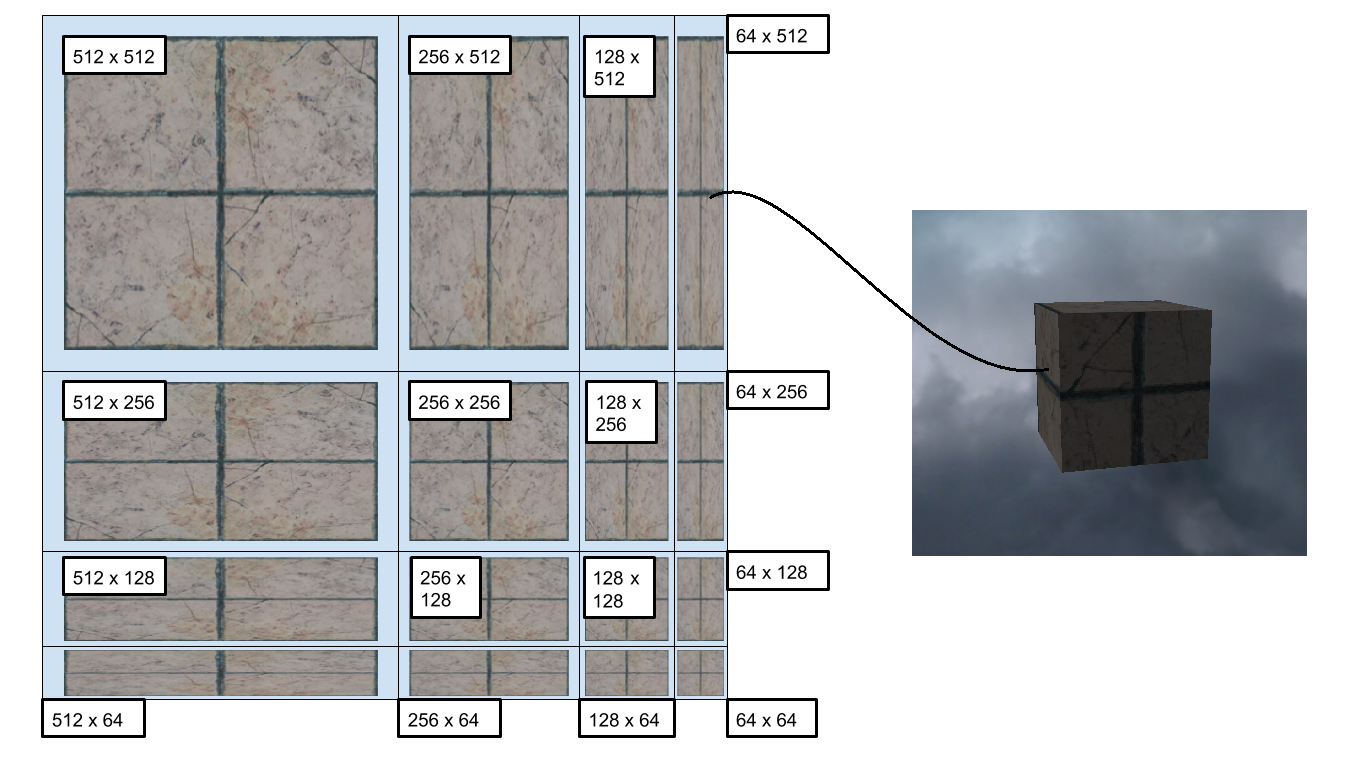 512 x 512
256 x 512
128 x
512
64 x 512
512 x 256
256 x 256
128 x
256
64 x 256
512 x 128
256 x
128
128 x
128
64 x 128
512 x 64
256 x 64
128 x 64
64 x 64